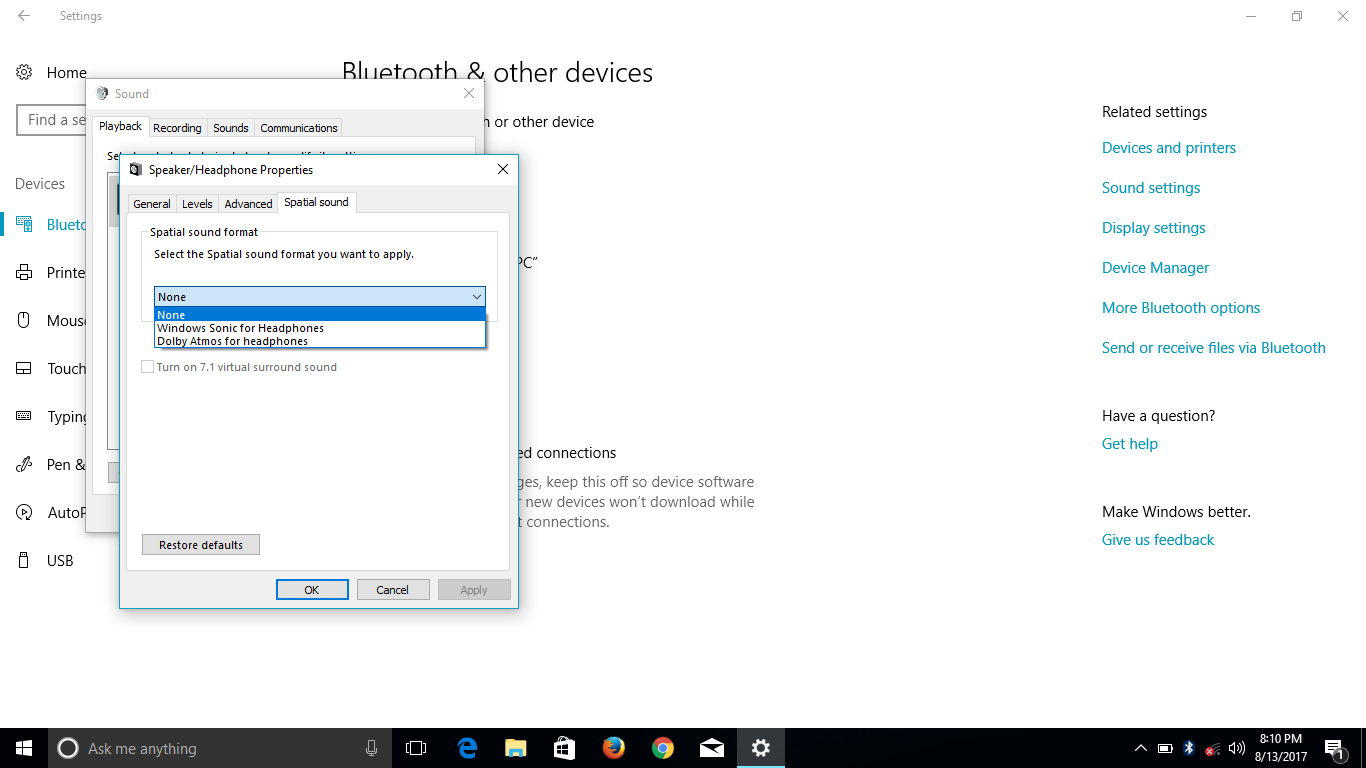 Settings
Home
Find a se
Devices
Blueto
Printe
Mous
Touch
Typing
Pen &
AutoP
USB
Bluetooth & other devices
h or other device
PC”
ed connections
ges, keep this off so device software
r new devices won’t download while
t connections.
Sound
Playback
Recording
Sounds
Communications
Speaker/Headphone Properties
General
Levels
Advanced
Spatial sound
Spatial sound format
Select the Spatial sound format you want to apply.
None
None
Windows Sonic for Headphones
Dolby Atmos for headphones
Turn on 7.1 virtual surround sound
Restore defaults
OK
Cancel
Apply
Related settings
Devices and printers
Sound settings
Display settings
Device Manager
More Bluetooth options
Send or receive files via Bluetooth
Have a question?
Get help
Make Windows better.
Give us feedback
Ask me anything
8:10 PM
8/13/2017
1